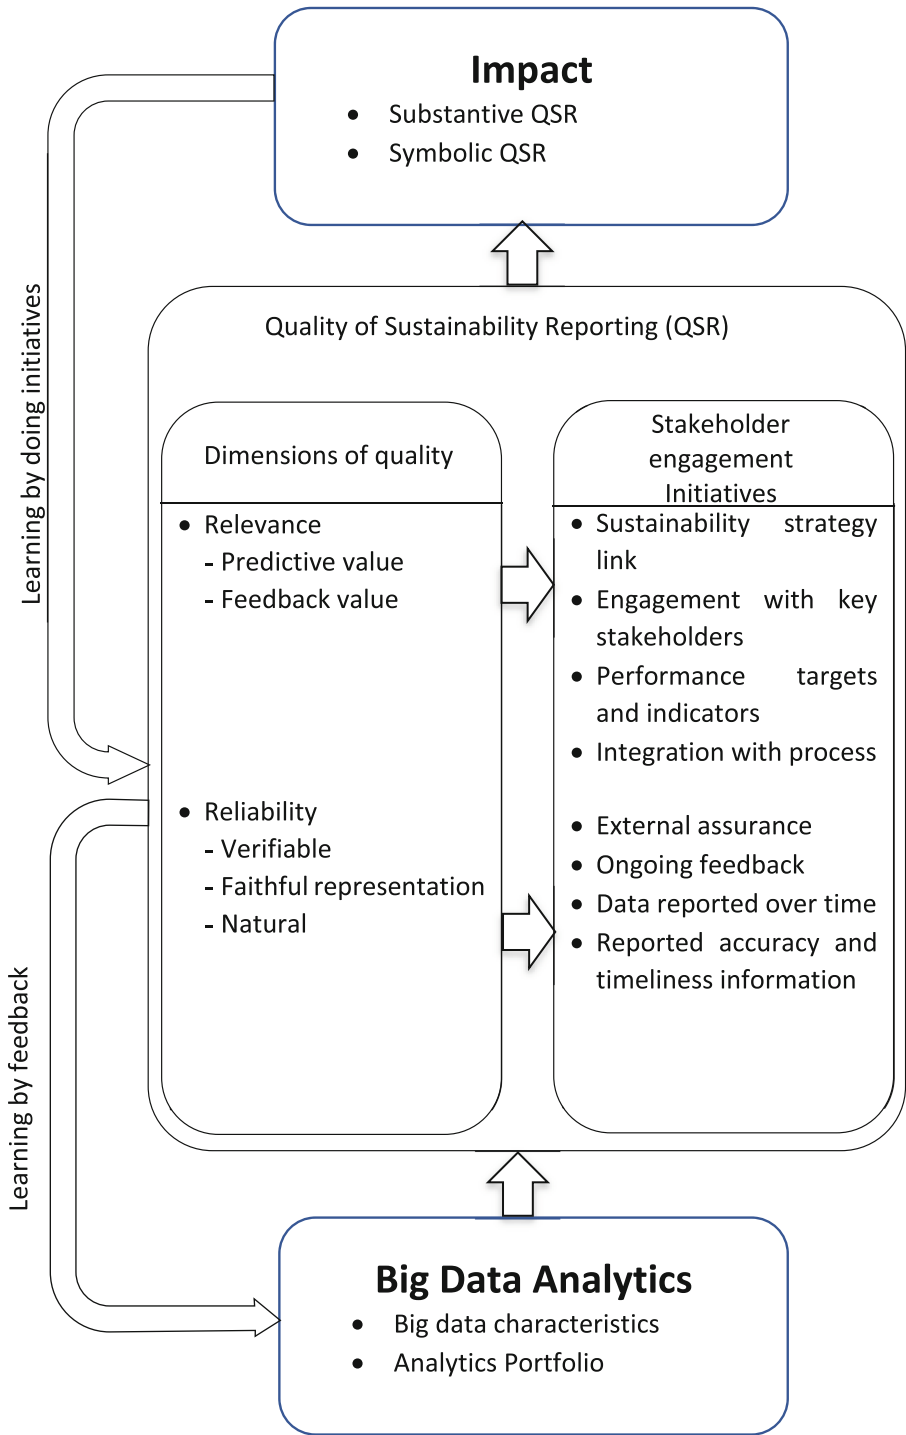 Impact
• Substantive QSR
• Symbolic QSR
Learning by doing initiatives
Quality of Sustainability Reporting (QSR)
Dimensions of quality
• Relevance
- Predictive value
- Feedback value
• Reliability
- Verifiable
- Faithful representation
- Natural
Stakeholder
engagement
Initiatives
• Sustainability strategy
link
• Engagement with key
stakeholders
• Performance targets
and indicators
• Integration with process
• External assurance
• Ongoing feedback
• Data reported over time
• Reported accuracy and
timeliness information
Learning by feedback
Big Data Analytics
• Big data characteristics
• Analytics Portfolio